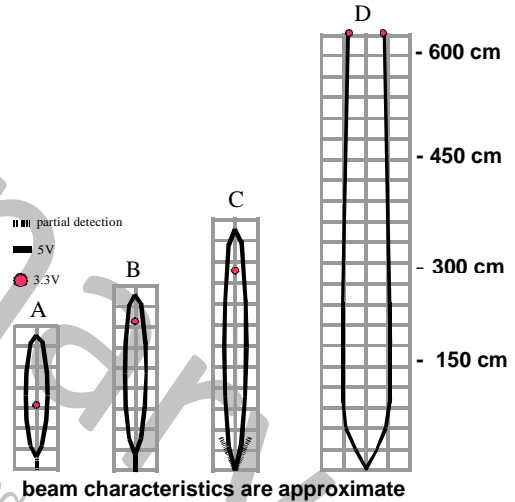 D
- 600 cm
- 450 cm
C
partial detection
5V
- 300 cm
B
3.3V
A
- 150 cm
beam characteristics are approximate